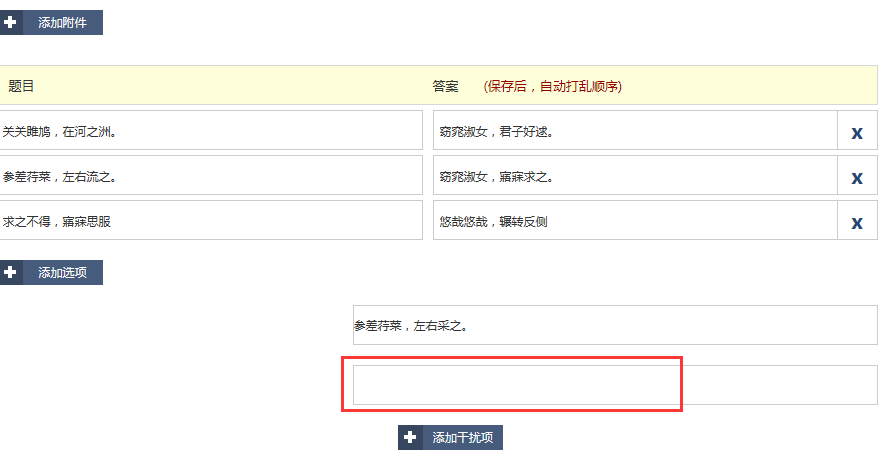 添加附件
题目 答案 (保存后，自动打乱顺序)
关关雎鸠，在河之洲。 窈窕淑女，君子好逑。 x
参差荇菜，左右流之。 窈窕淑女，寤寐求之。 x
求之不得，寤寐思服 悠哉悠哉，辗转反侧 x
添加选项
参差荇菜，左右采之。
添加干扰项